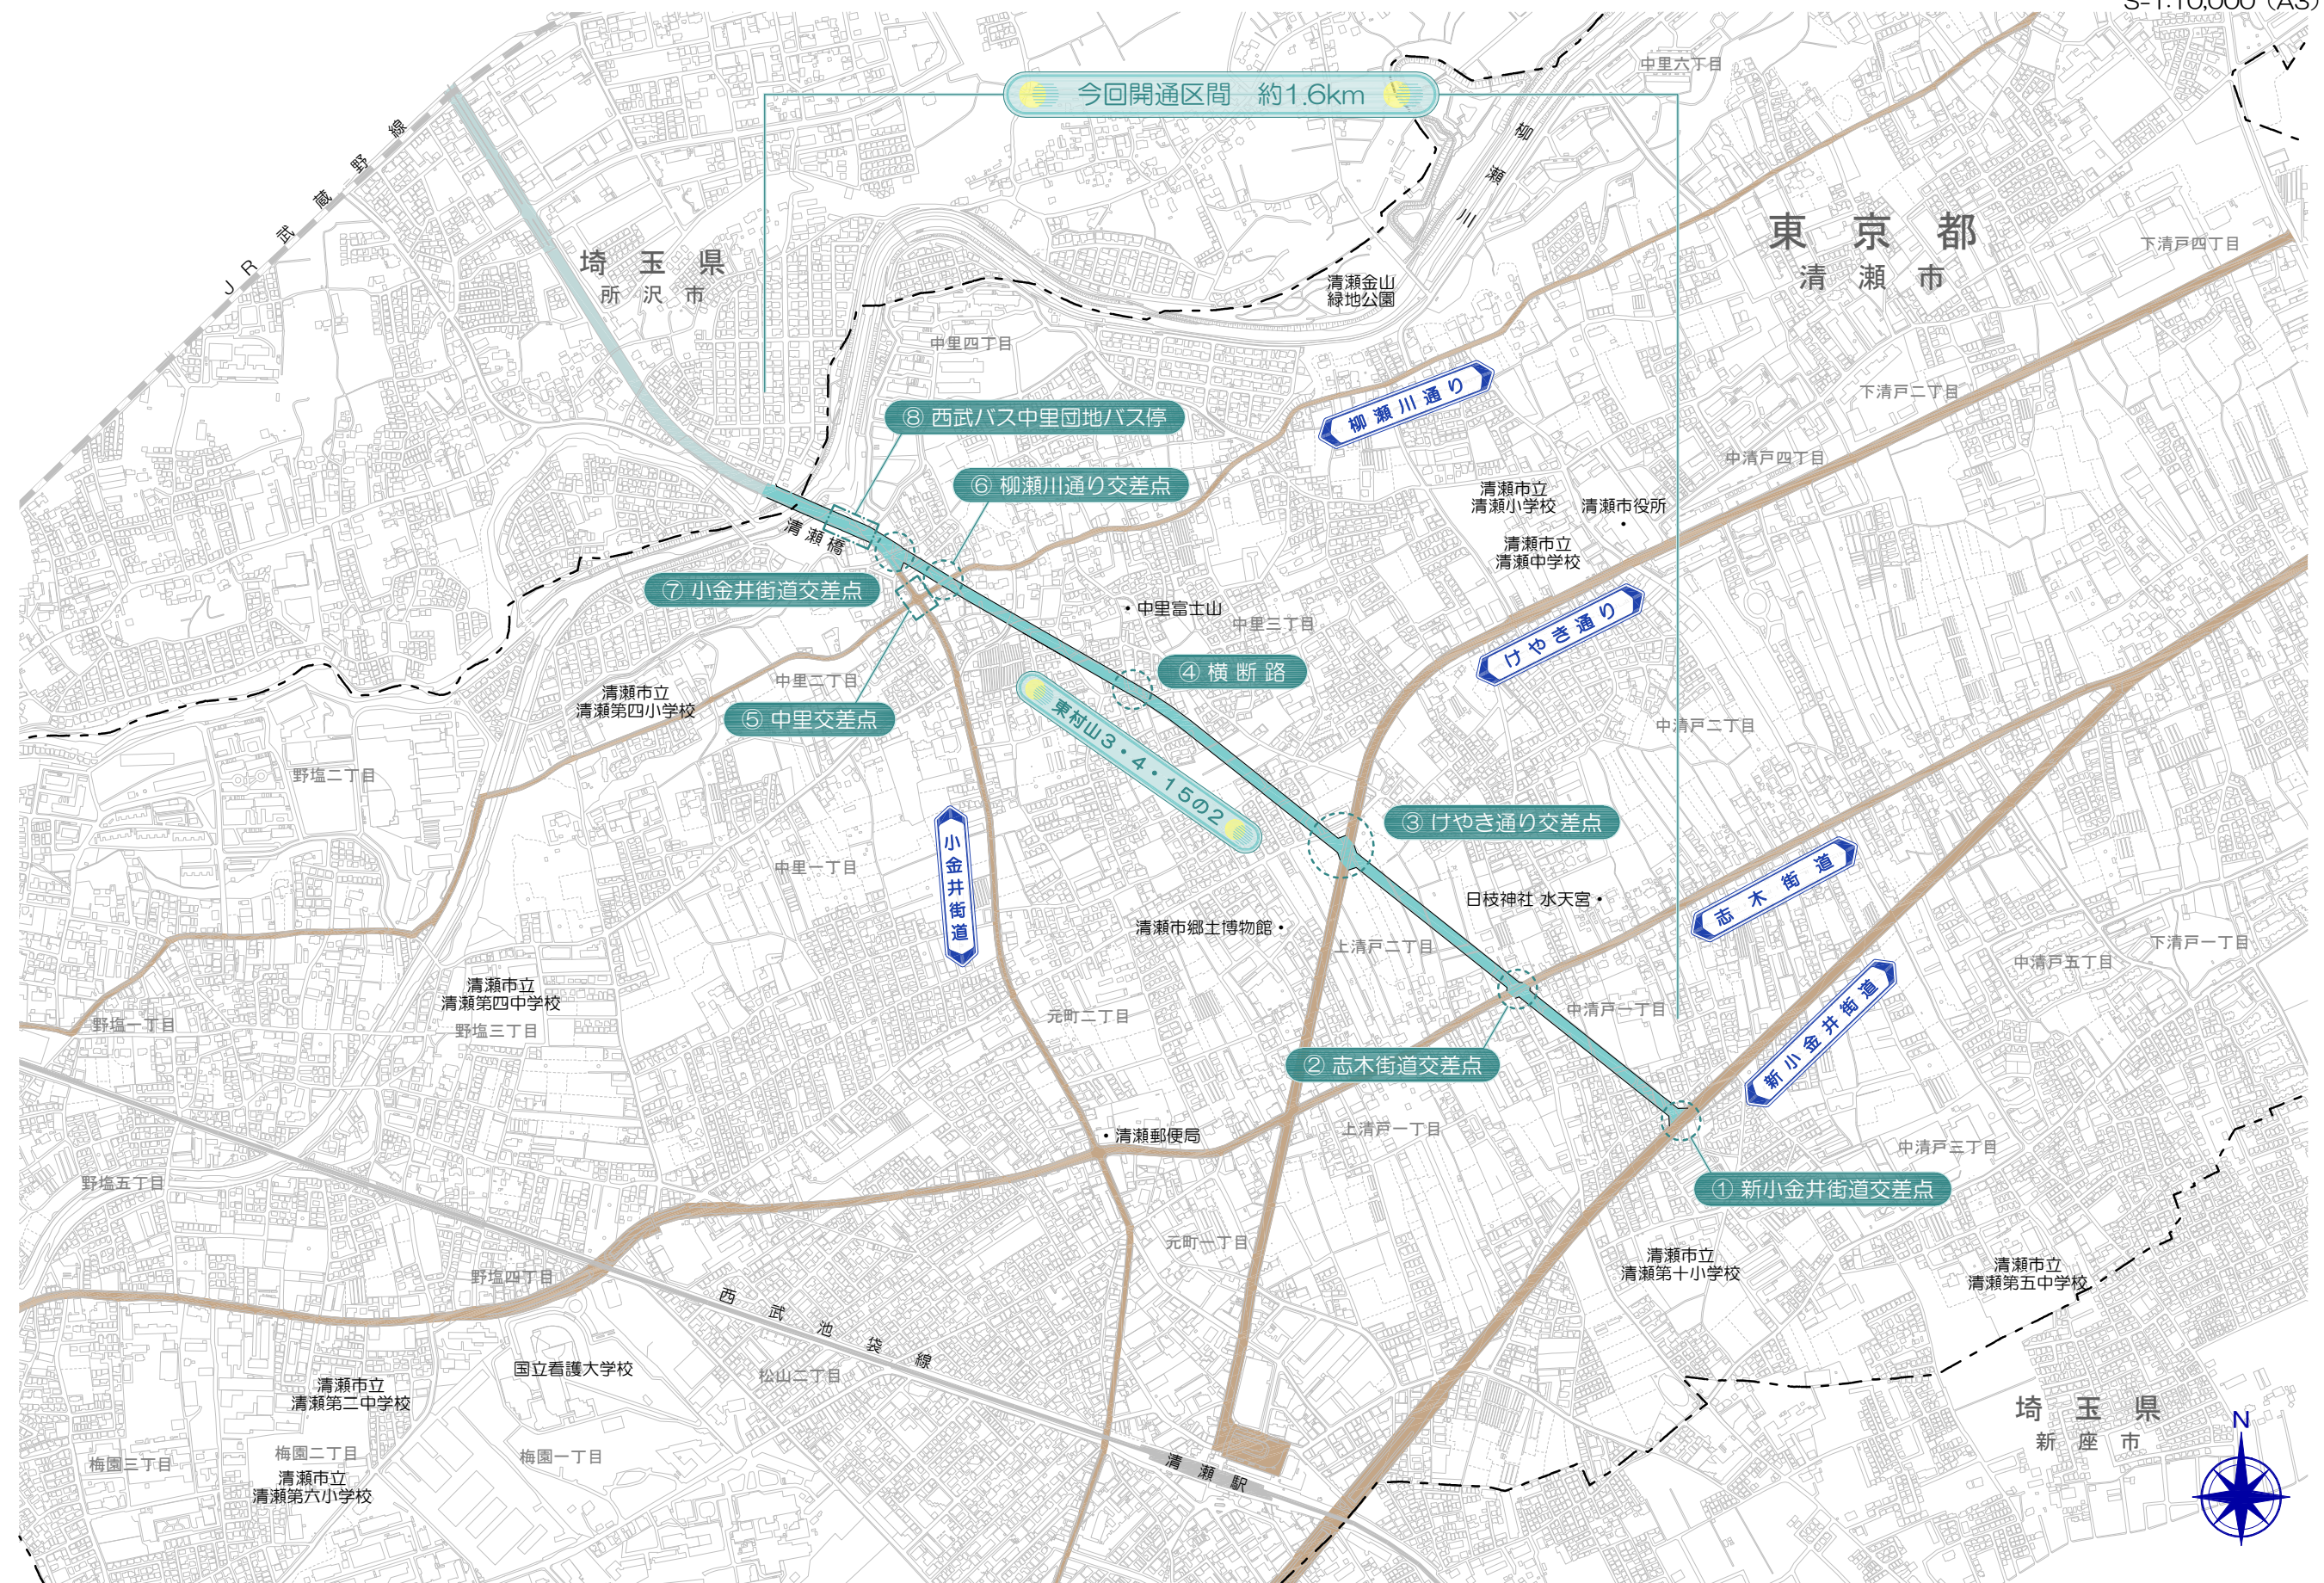 S=1:10,000（A3）
今回開通区間　約1.6km
中里六丁目
柳瀬川
JR武蔵野線
東京都
清瀬市
下清戸四丁目
埼玉県
所沢市
清瀬金山
緑地公園
中里四丁目
柳瀬川通り
下清戸二丁目
⑧ 西武バス中里団地バス停
中清戸四丁目
⑥ 柳瀬川通り交差点
清瀬市立
清瀬小学校
清瀬市役所
清瀬橋
清瀬市立
清瀬中学校
⑦ 小金井街道交差点
・中里富士山
中里三丁目
けやき通り
④ 横断路
中里二丁目
清瀬市立
清瀬第四小学校
⑤ 中里交差点
東村山3・4・15の2
中清戸二丁目
野塩二丁目
③ けやき通り交差点
小金井街道
中里一丁目
志木街道
日枝神社 水天宮・
清瀬市郷土博物館・
上清戸二丁目
下清戸一丁目
中清戸五丁目
新小金井街道
清瀬市立
清瀬第四中学校
中清戸一丁目
元町二丁目
野塩一丁目
野塩三丁目
② 志木街道交差点
・清瀬郵便局
上清戸一丁目
中清戸三丁目
野塩五丁目
① 新小金井街道交差点
元町一丁目
清瀬市立
清瀬第十小学校
清瀬市立
清瀬第五中学校
野塩四丁目
西武池袋線
国立看護大学校
松山二丁目
清瀬市立
清瀬第二中学校
埼玉県
新座市
N
梅園三丁目
梅園二丁目
梅園一丁目
清瀬市立
清瀬第六小学校
清瀬駅